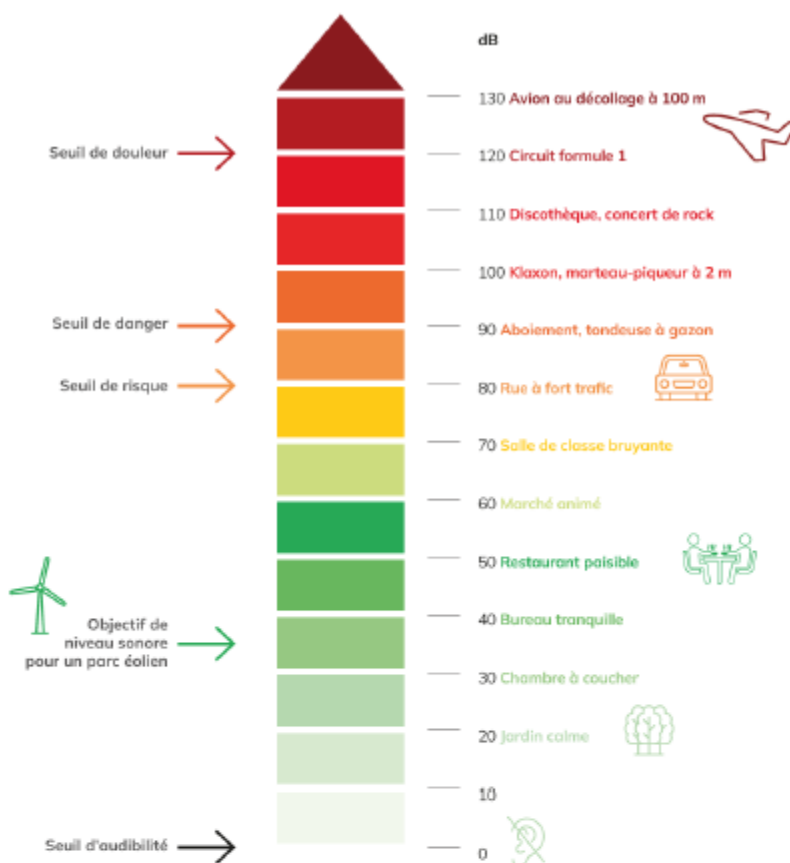 dB
130 Avion au décollage à 100 m
Seuil de douleur
120 Circuit formule 1
110 Discothèque, concert de rock
100 Klaxon, marteau-piqueur à 2 m
Seuil de danger
90 Aboiement, tondeuse à gazon
Seuil de risque
80 Rue à fort trafic
70 Salle de classe bruyante
60 Marché animé
50 Restaurant paisible
40 Bureau tranquille
Objectif de
niveau sonore
pour un parc éolien
30 Chambre à coucher
20 Jardin calme
10
Seuil d'audibilité
0